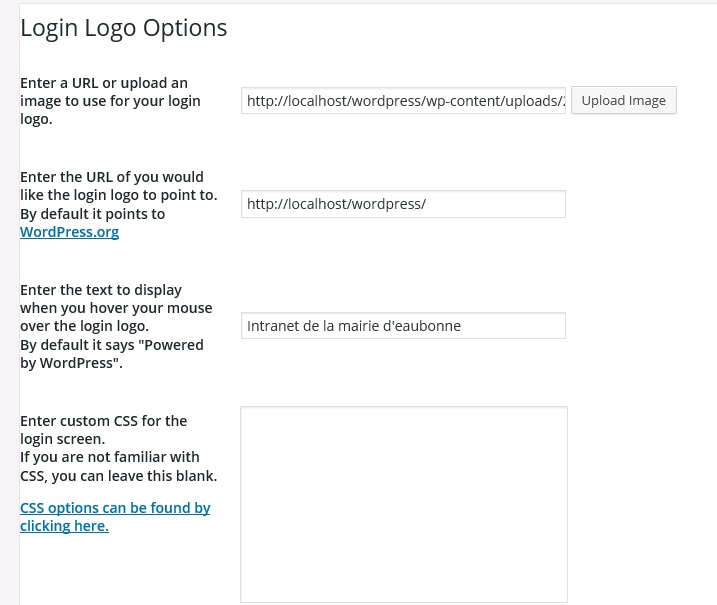 Login Logo Options
Enter a URL or upload an
image to use for your login
logo.
http://localhost/wordpress/wp-content/uploads/2
Upload Image
Enter the URL of you would
like the login logo to point to.
By default it points to
WordPress.org
http://localhost/wordpress/
Enter the text to display
when you hover your mouse
over the login logo.
By default it says "Powered
by WordPress".
Intranet de la mairie d'eaubonne
Enter custom CSS for the
login screen.
If you are not familiar with
CSS, you can leave this blank.
CSS options can be found by
clicking here.